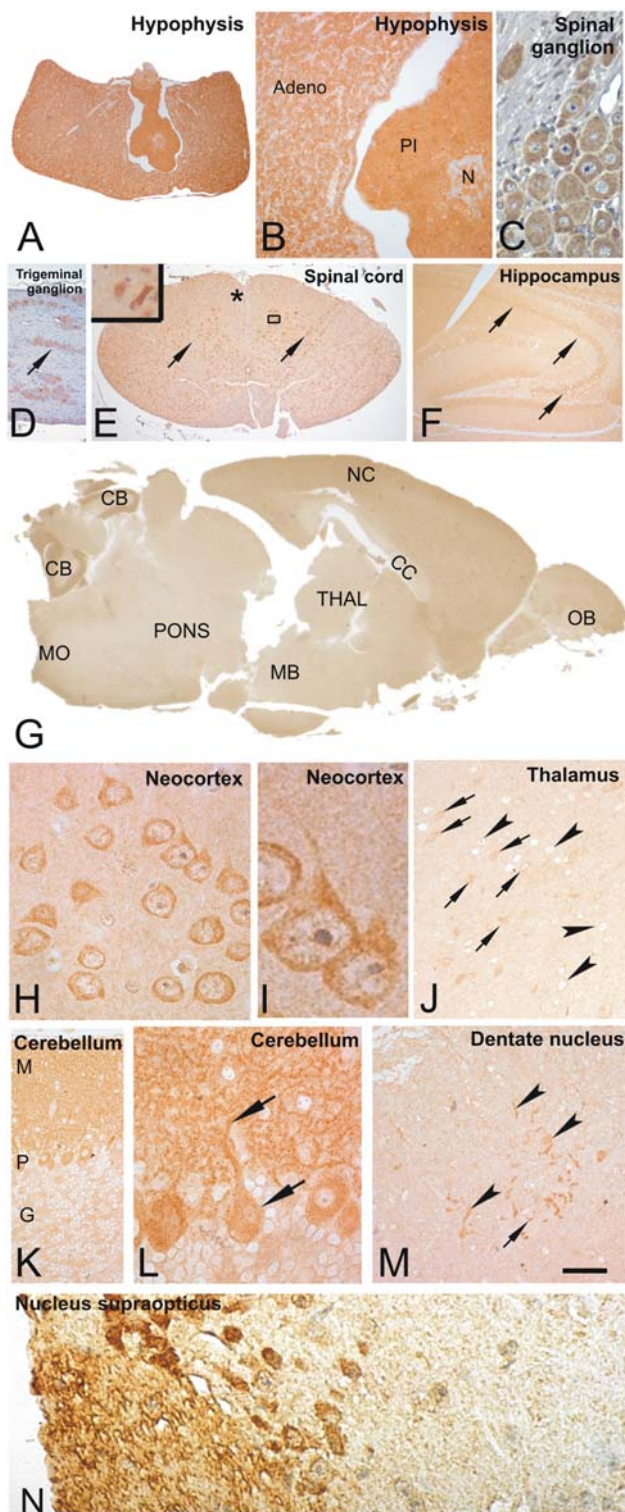 Hypophysis
A
Hypophysis
Adeno
PI
N
B
Spinal
ganglion
C
Trigeminal
ganglion
D
*
Spinal cord
E
Hippocampus
F
CB
CB
NC
CC
THAL
OB
MO
PONS
MB
G
Neocortex
H
Neocortex
I
Thalamus
J
Cerebellum
M
P
G
K
Cerebellum
L
Dentate nucleus
M
Nucleus supraopticus
N